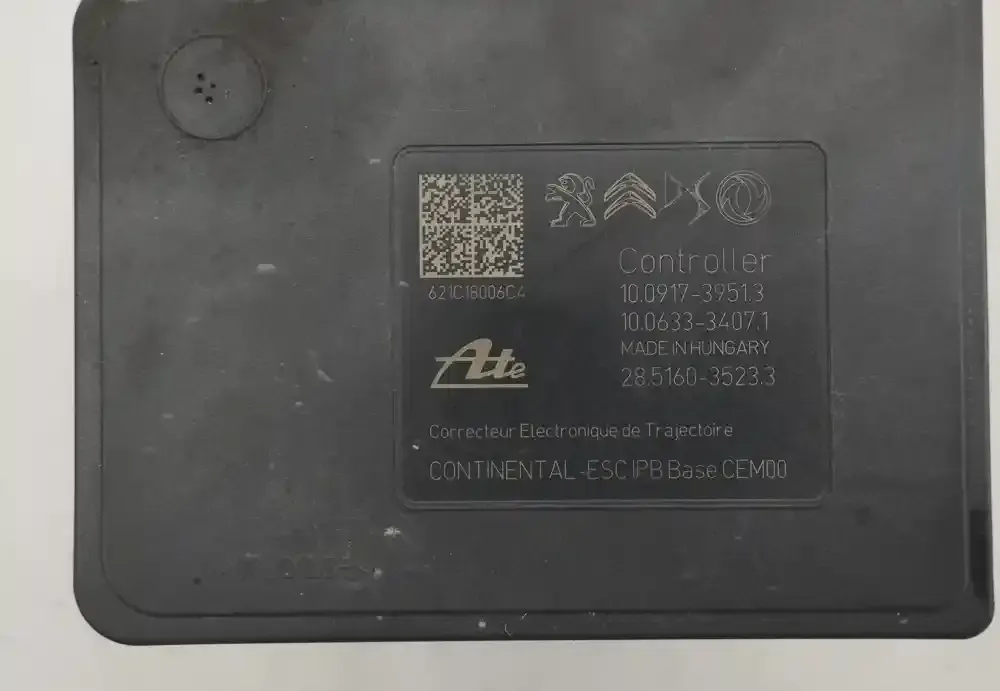 621C18006C4
Controller
10.0917-3951.3
10.0633-3407.1
MADE IN HUNGARY
28.5160-3523.3
Ate
Correcteur Electronique de Trajectoire
CONTINENTAL-ESC IPB Base CEM00